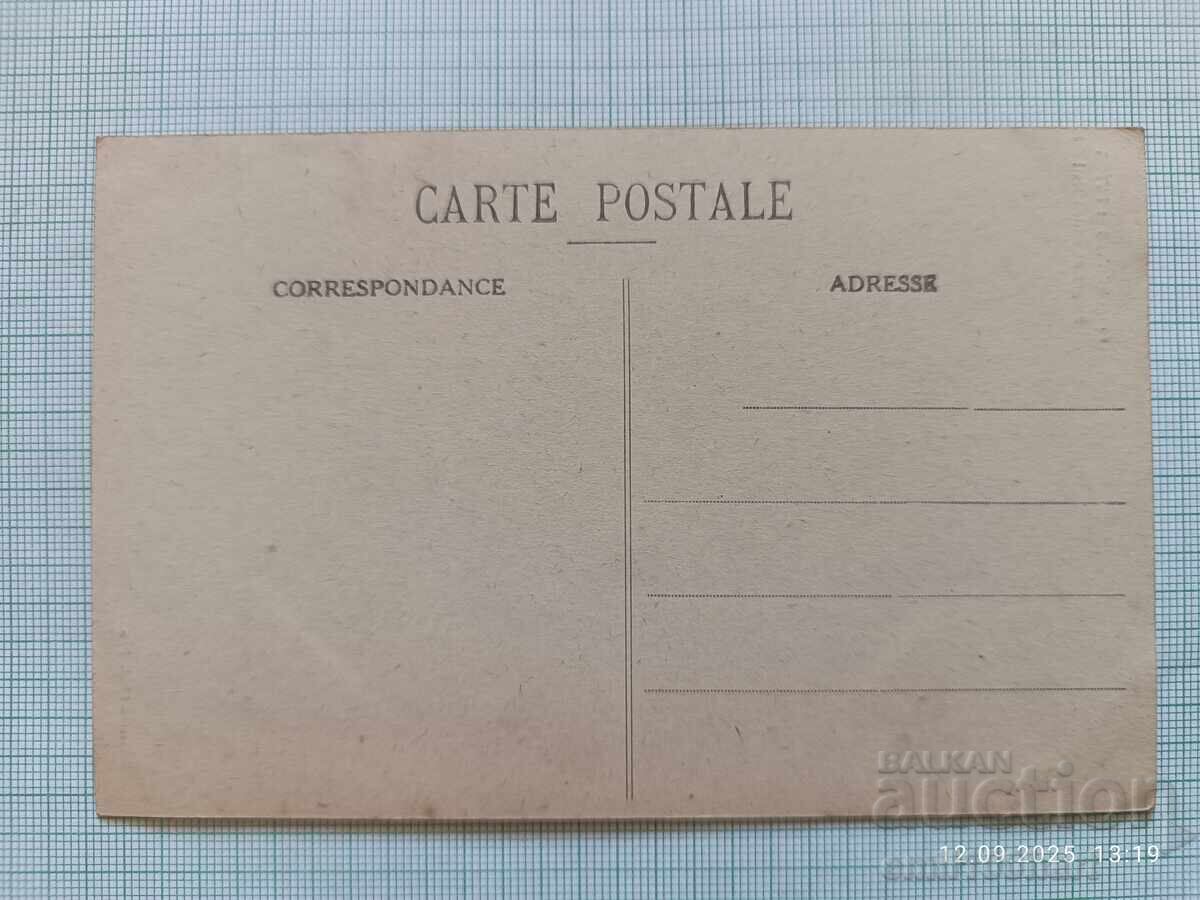 CARTE POSTALE
CORRESPONDANCE
ADRESSE
BALKAN
auction
12.09.2025 13:19